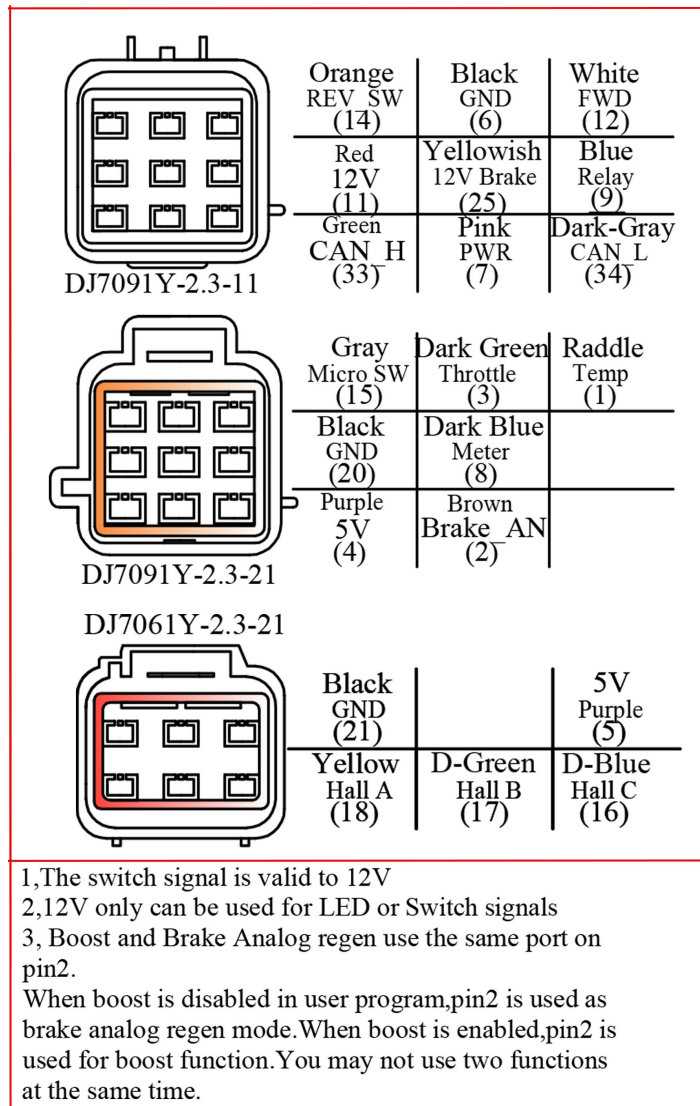 Orange Black White
REV_SW GND FWD
(14) (6) (12)
Red Yellowish Blue
12V 12V Brake Relay
(11) (25) (9)
Green Pink Dark-Gray
CAN_H PWR CAN_L
(33) (7) (34)
DJ7091Y-2.3-11
Gray Dark Green Raddle
Micro SW Throttle Temp
(15) (3) (1)
Black Dark Blue
GND Meter
(20) (8)
Purple Brown
5V Brake_AN
(4) (2)
DJ7091Y-2.3-21
DJ7061Y-2.3-21
Black 5V
GND Purple
(21) (5)
Yellow D-Green D-Blue
Hall A Hall B Hall C
(18) (17) (16)
1,The switch signal is valid to 12V
2,12V only can be used for LED or Switch signals
3, Boost and Brake Analog regen use the same port on
pin2.
When boost is disabled in user program,pin2 is used as
brake analog regen mode.When boost is enabled,pin2 is
used for boost function.You may not use two functions
at the same time.